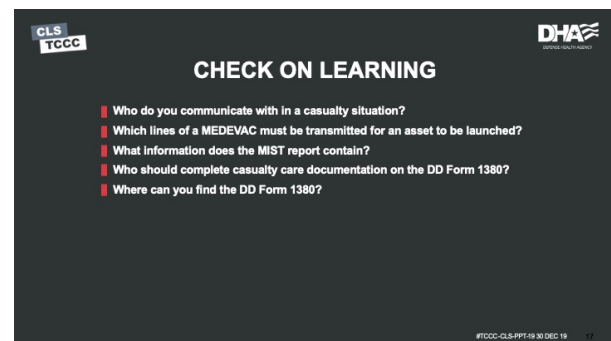 CLS
TCCC
DHA
DEFENSE HEALTH AGENCY
CHECK ON LEARNING
Who do you communicate with in a casualty situation?
Which lines of a MEDEVAC must be transmitted for an asset to be launched?
What information does the MIST report contain?
Who should complete casualty care documentation on the DD Form 1380?
Where can you find the DD Form 1380?
#TCCC-CLS-PPT-19 30 DEC 19
17